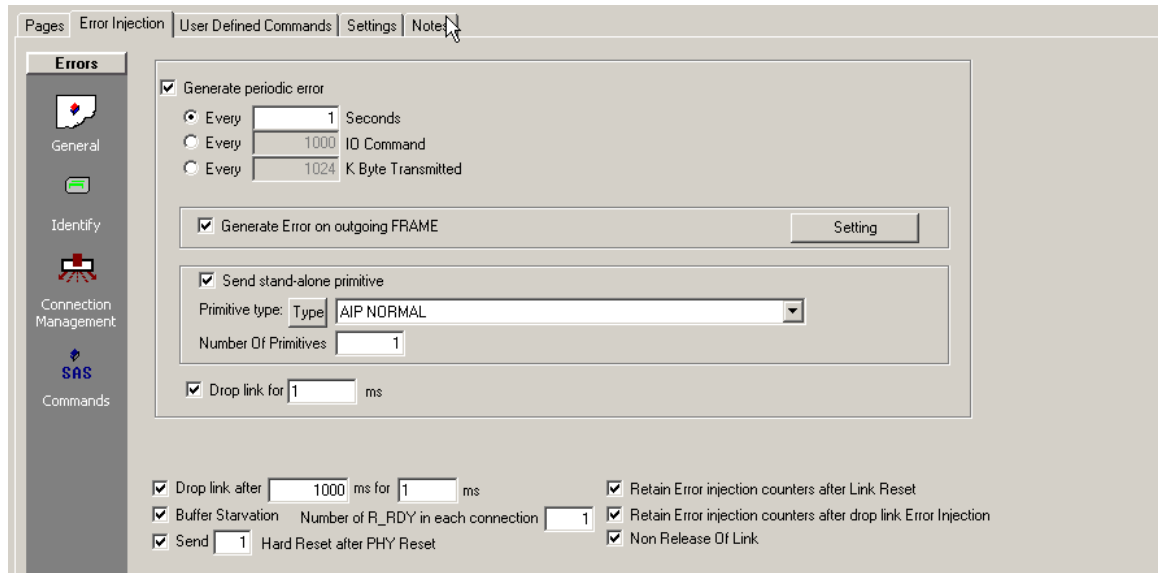 Pages Error Injection User Defined Commands Settings Notes
Errors
General
Identify
Connection
Management
SAS
Commands
Generate periodic error
Every 1 Seconds
Every 1000 IO Command
Every 1024 K Byte Transmitted
Generate Error on outgoing FRAME Setting
Send stand-alone primitive
Primitive type: Type AIP NORMAL
Number Of Primitives 1
Drop link for 1 ms
Drop link after 1000 ms for 1 ms
Buffer Starvation Number of R_RDY in each connection 1
Send 1 Hard Reset after PHY Reset
Retain Error injection counters after Link Reset
Retain Error injection counters after drop link Error Injection
Non Release Of Link